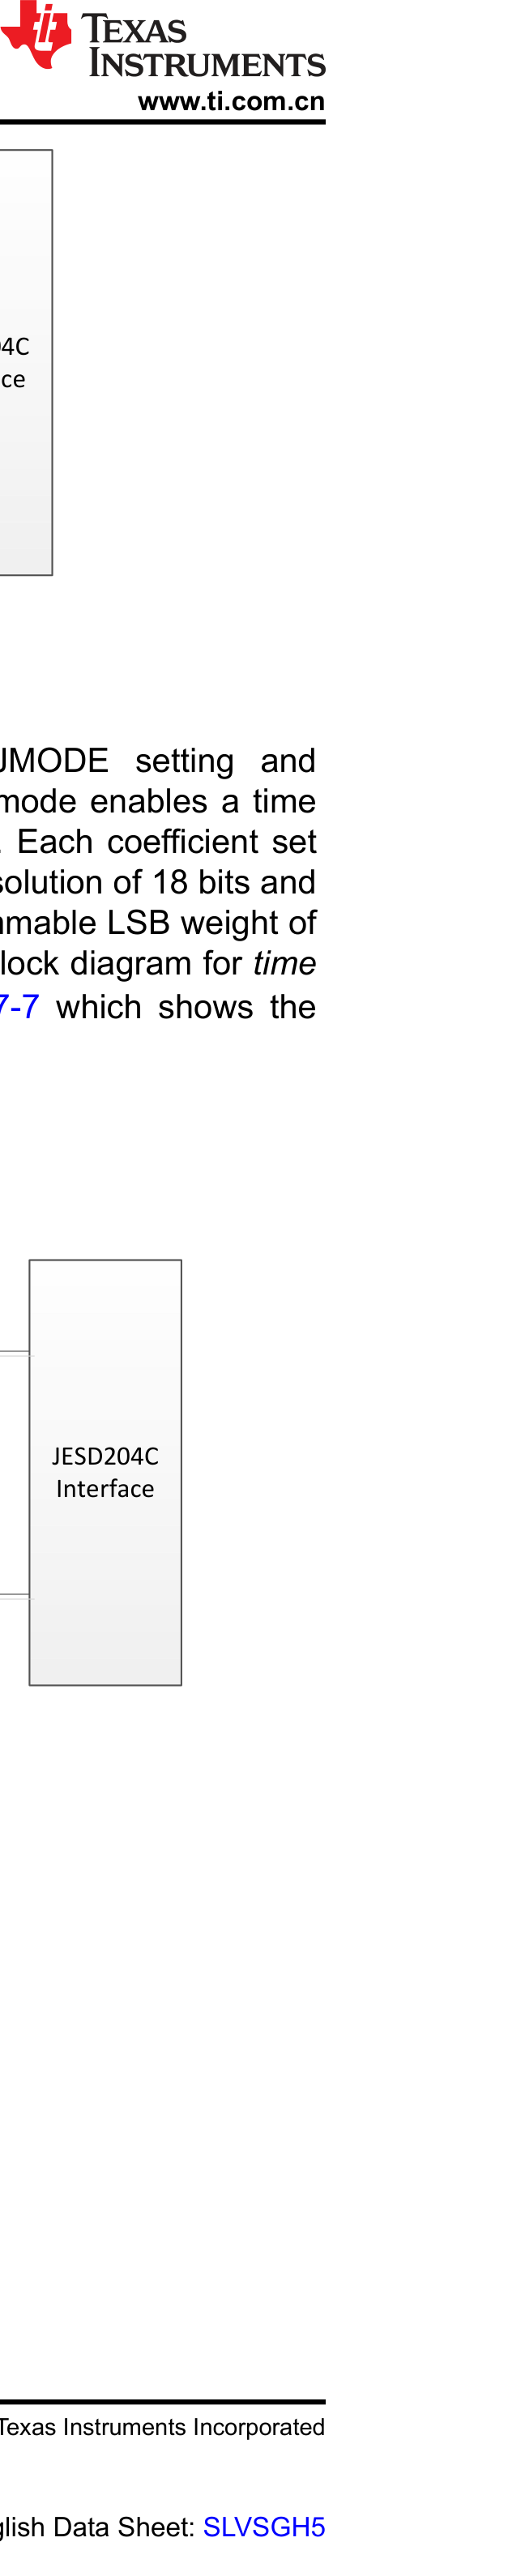 TEXAS
INSTRUMENTS
www.ti.com.cn
4C
ce
JMODE setting and
mode enables a time
. Each coefficient set
solution of 18 bits and
mmable LSB weight of
lock diagram for time
7-7 which shows the
JESD204C
Interface
Texas Instruments Incorporated
glish Data Sheet: SLVSGH5